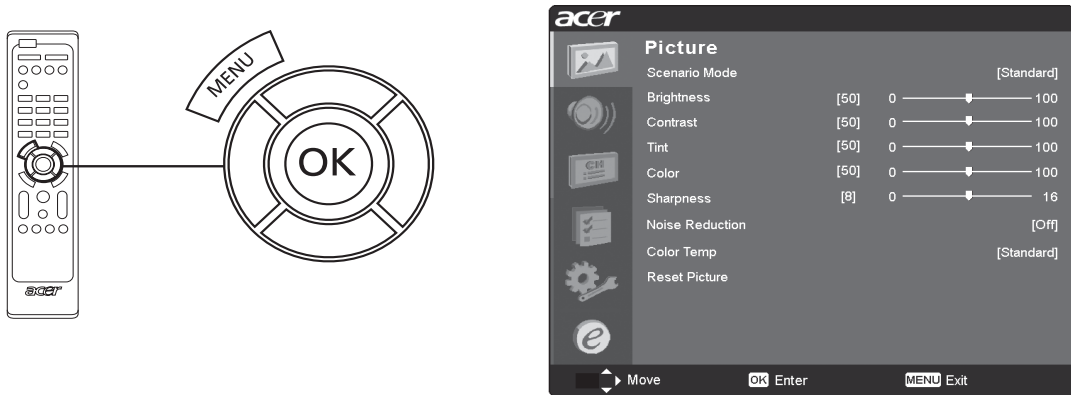 MENU
OK
acer
acer
Picture
Scenario Mode [Standard]
Brightness [50] 0 100
Contrast [50] 0 100
Tint [50] 0 100
Color [50] 0 100
Sharpness [8] 0 16
Noise Reduction [Off]
Color Temp [Standard]
Reset Picture
CH
e
Move OK Enter MENU Exit